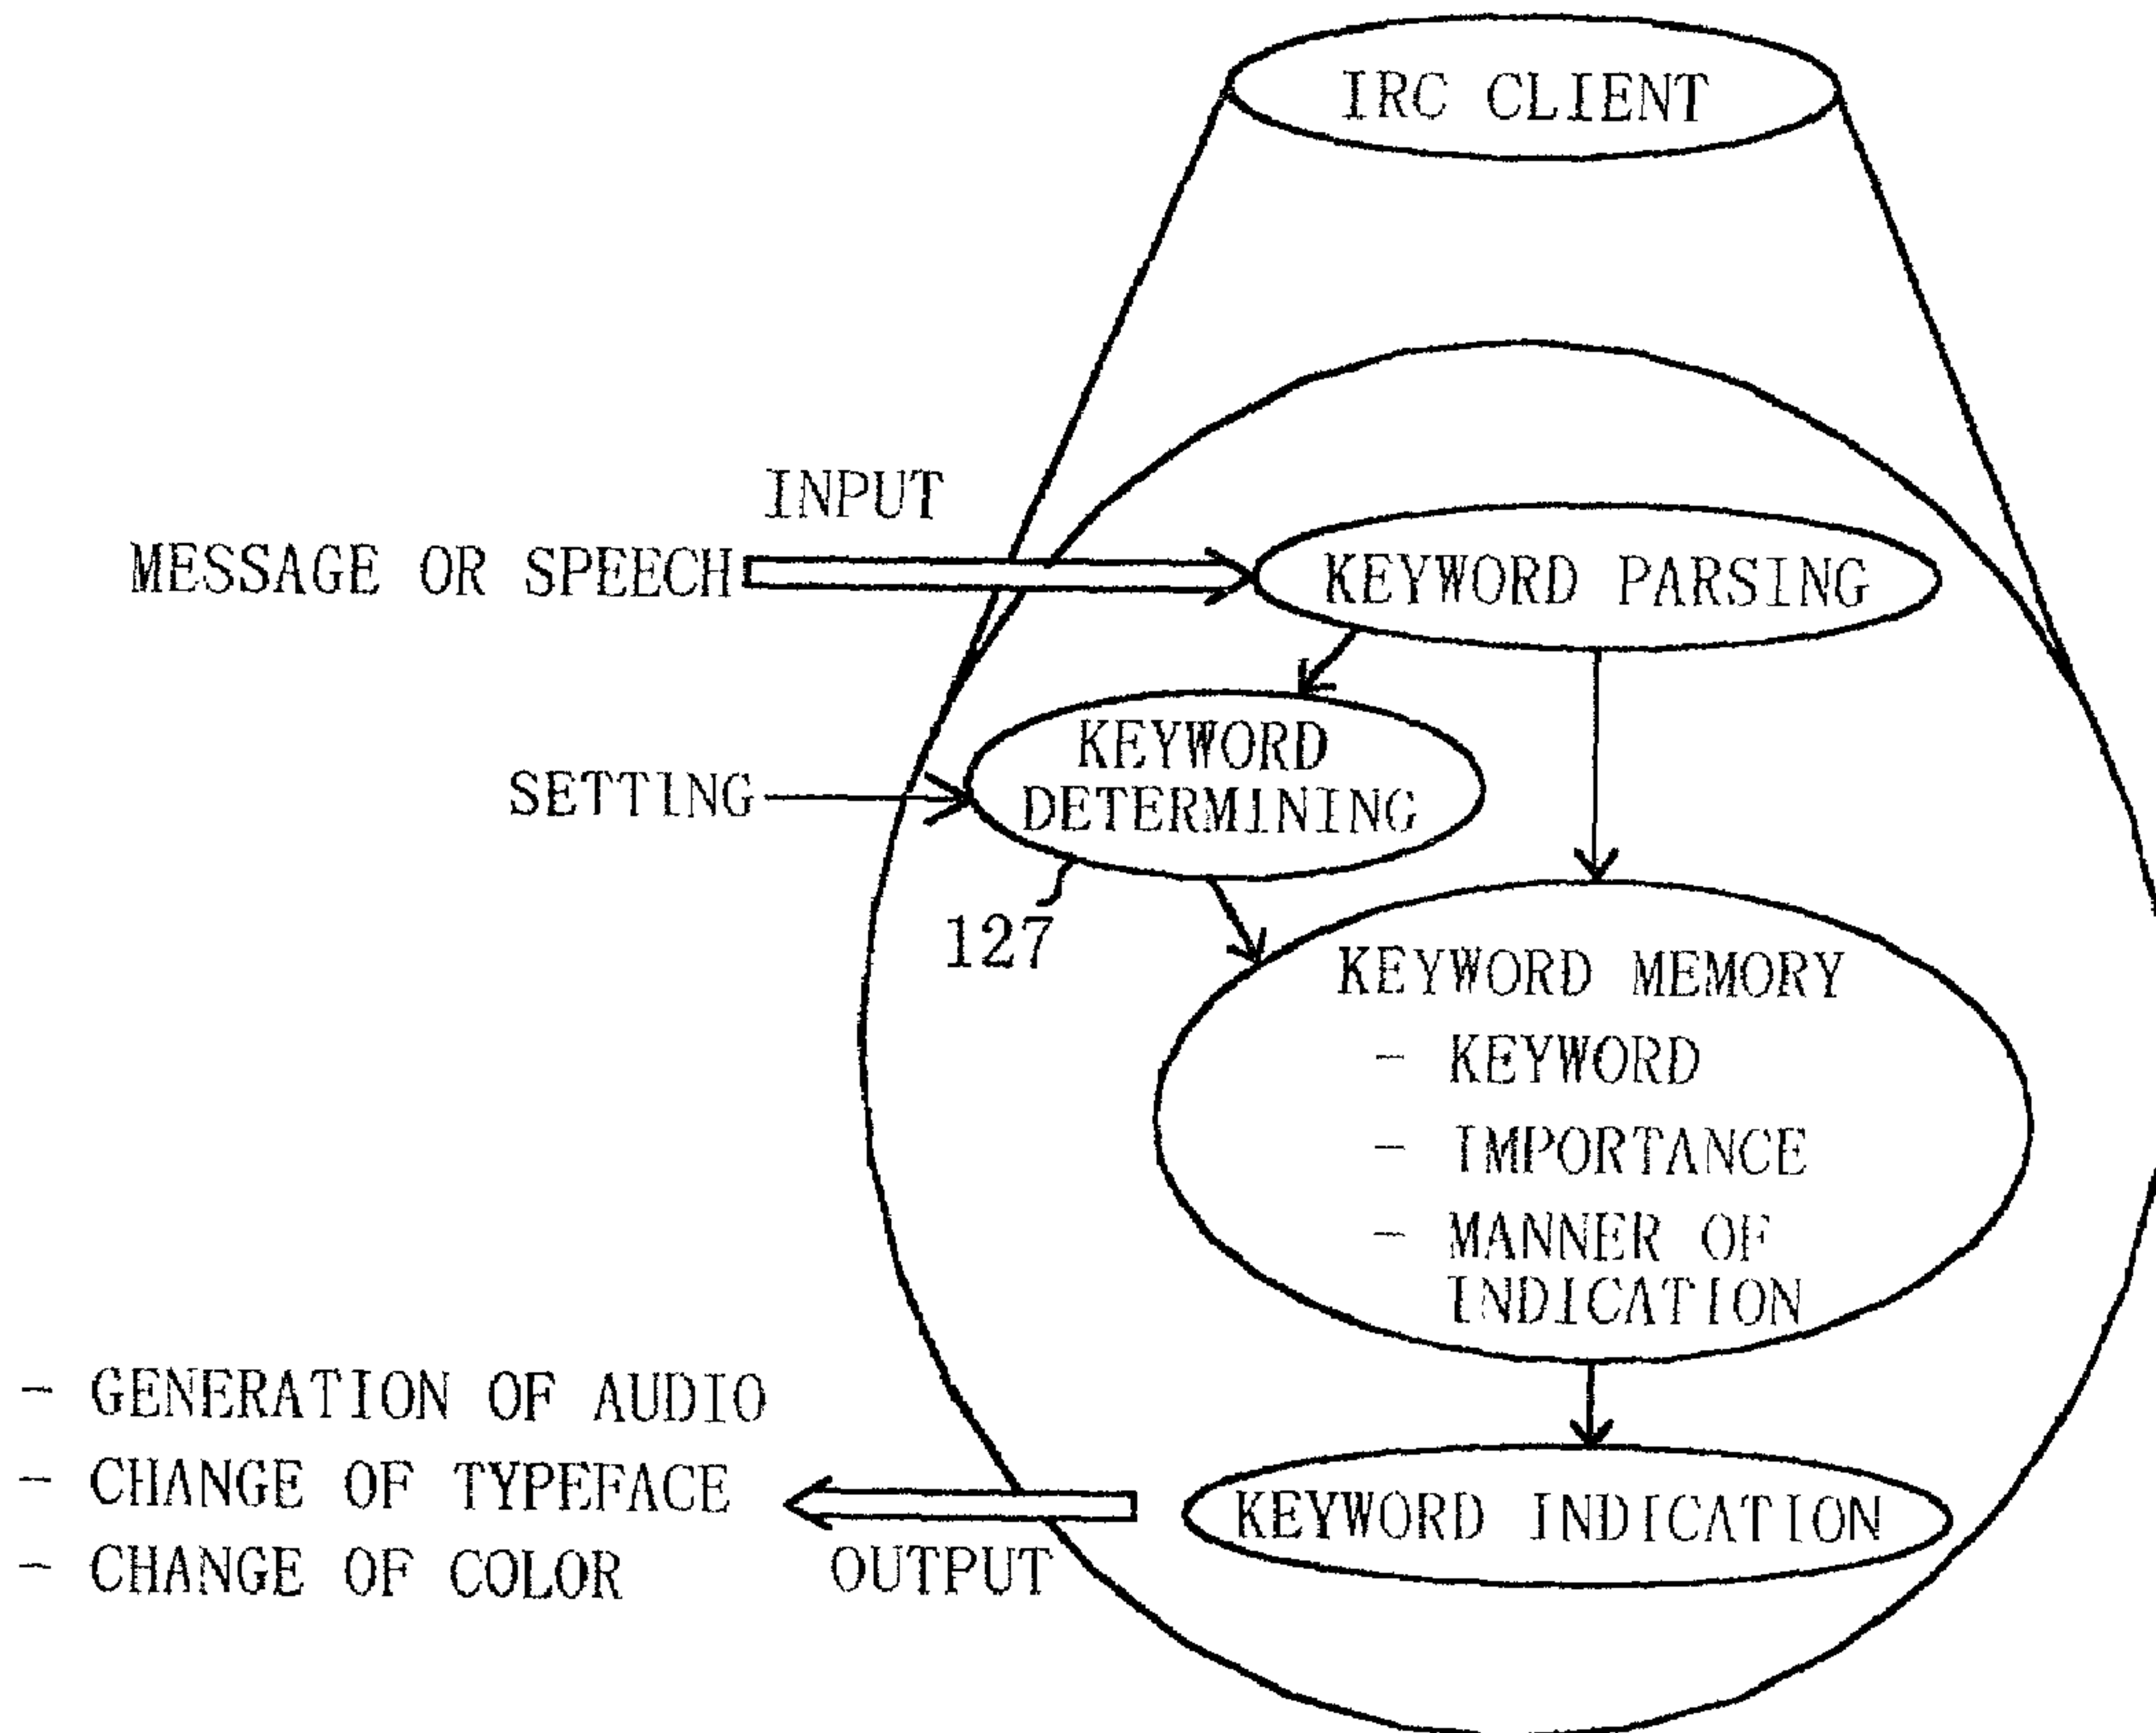 IRC CLIENT
INPUT
MESSAGE OR SPEECH
KEYWORD PARSING
KEYWORD
DETERMINING
SETTING
127
KEYWORD MEMORY
- KEYWORD
- IMPORTANCE
- MANNER OF
INDICATION
- GENERATION OF AUDIO
- CHANGE OF TYPEFACE
- CHANGE OF COLOR
OUTPUT
KEYWORD INDICATION